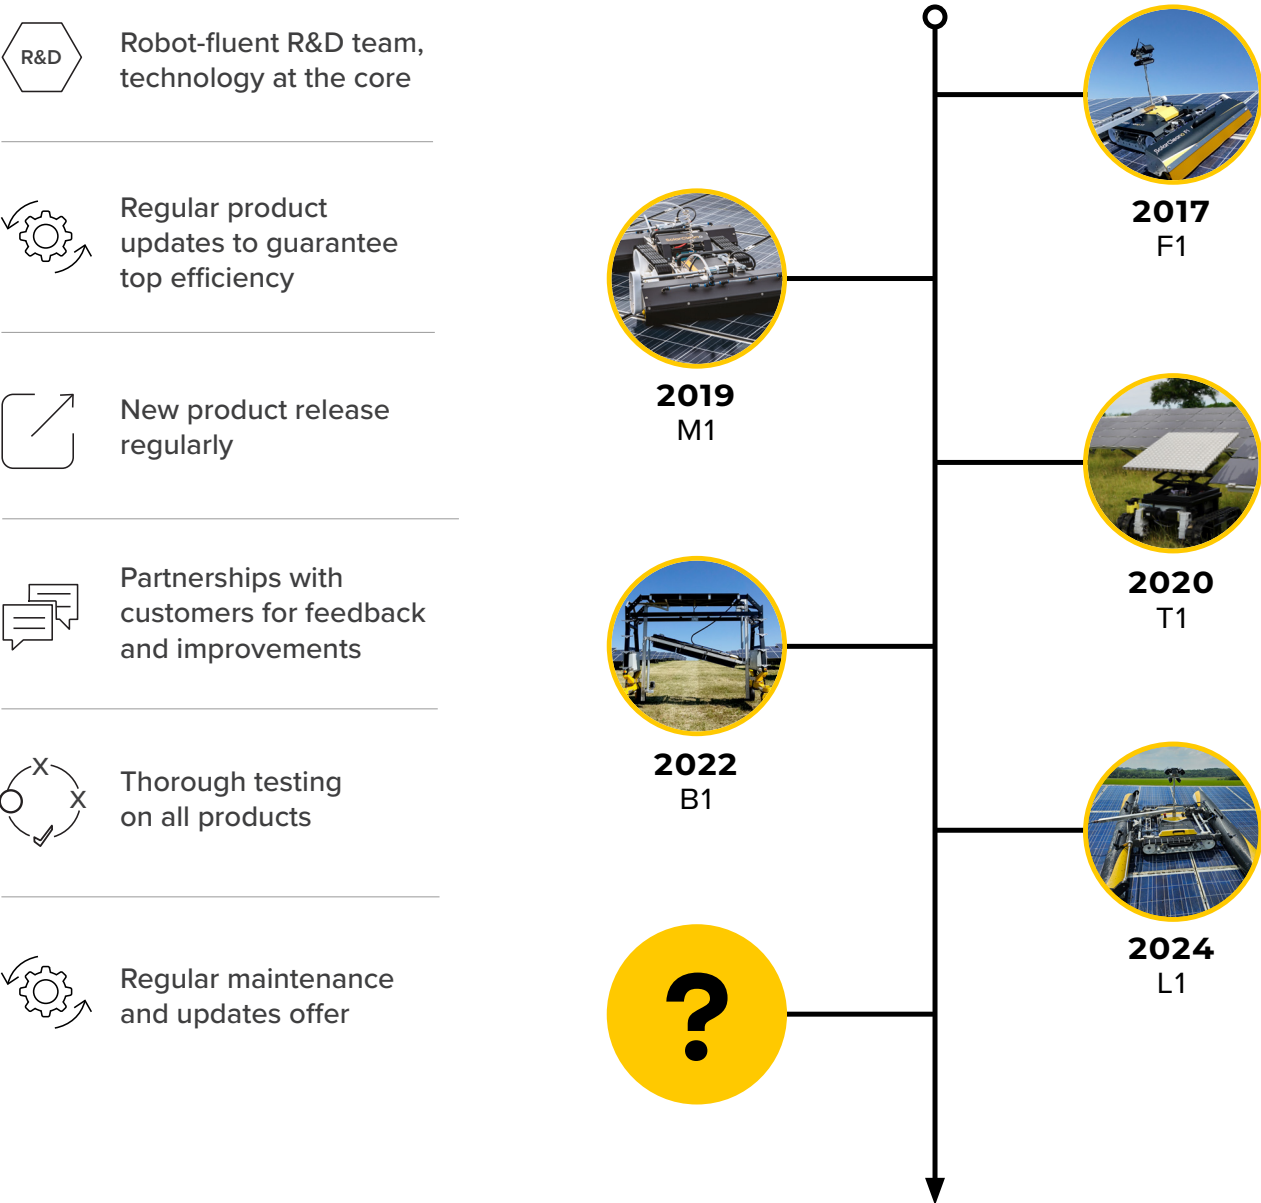 R&D
Robot-fluent R&D team,
technology at the core
Regular product
updates to guarantee
top efficiency
New product release
regularly
Partnerships with
customers for feedback
and improvements
X
X
Thorough testing
on all products
Regular maintenance
and updates offer
SolarCleano F1
2017
F1
2019
M1
2020
T1
2022
B1
2024
L1
?